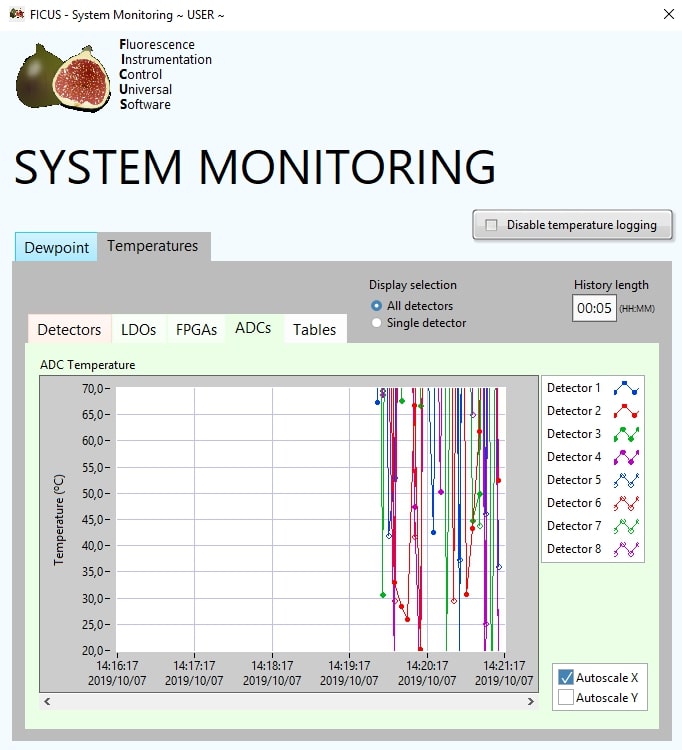 FICUS - System Monitoring ~ USER ~
Fluorescence
Instrumentation
Control
Universal
Software
SYSTEM MONITORING
Disable temperature logging
Dewpoint
Temperatures
Display selection
All detectors
Single detector
History length
00:05 (HH:MM)
Detectors
LDOs
FPGAs
ADCs
Tables
ADC Temperature
70,0
65,0
60,0
55,0
50,0
45,0
40,0
35,0
30,0
25,0
20,0
Temperature (ºC)
14:16:17
2019/10/07
14:17:17
2019/10/07
14:18:17
2019/10/07
14:19:17
2019/10/07
14:20:17
2019/10/07
14:21:17
2019/10/07
Detector 1
Detector 2
Detector 3
Detector 4
Detector 5
Detector 6
Detector 7
Detector 8
Autoscale X
Autoscale Y